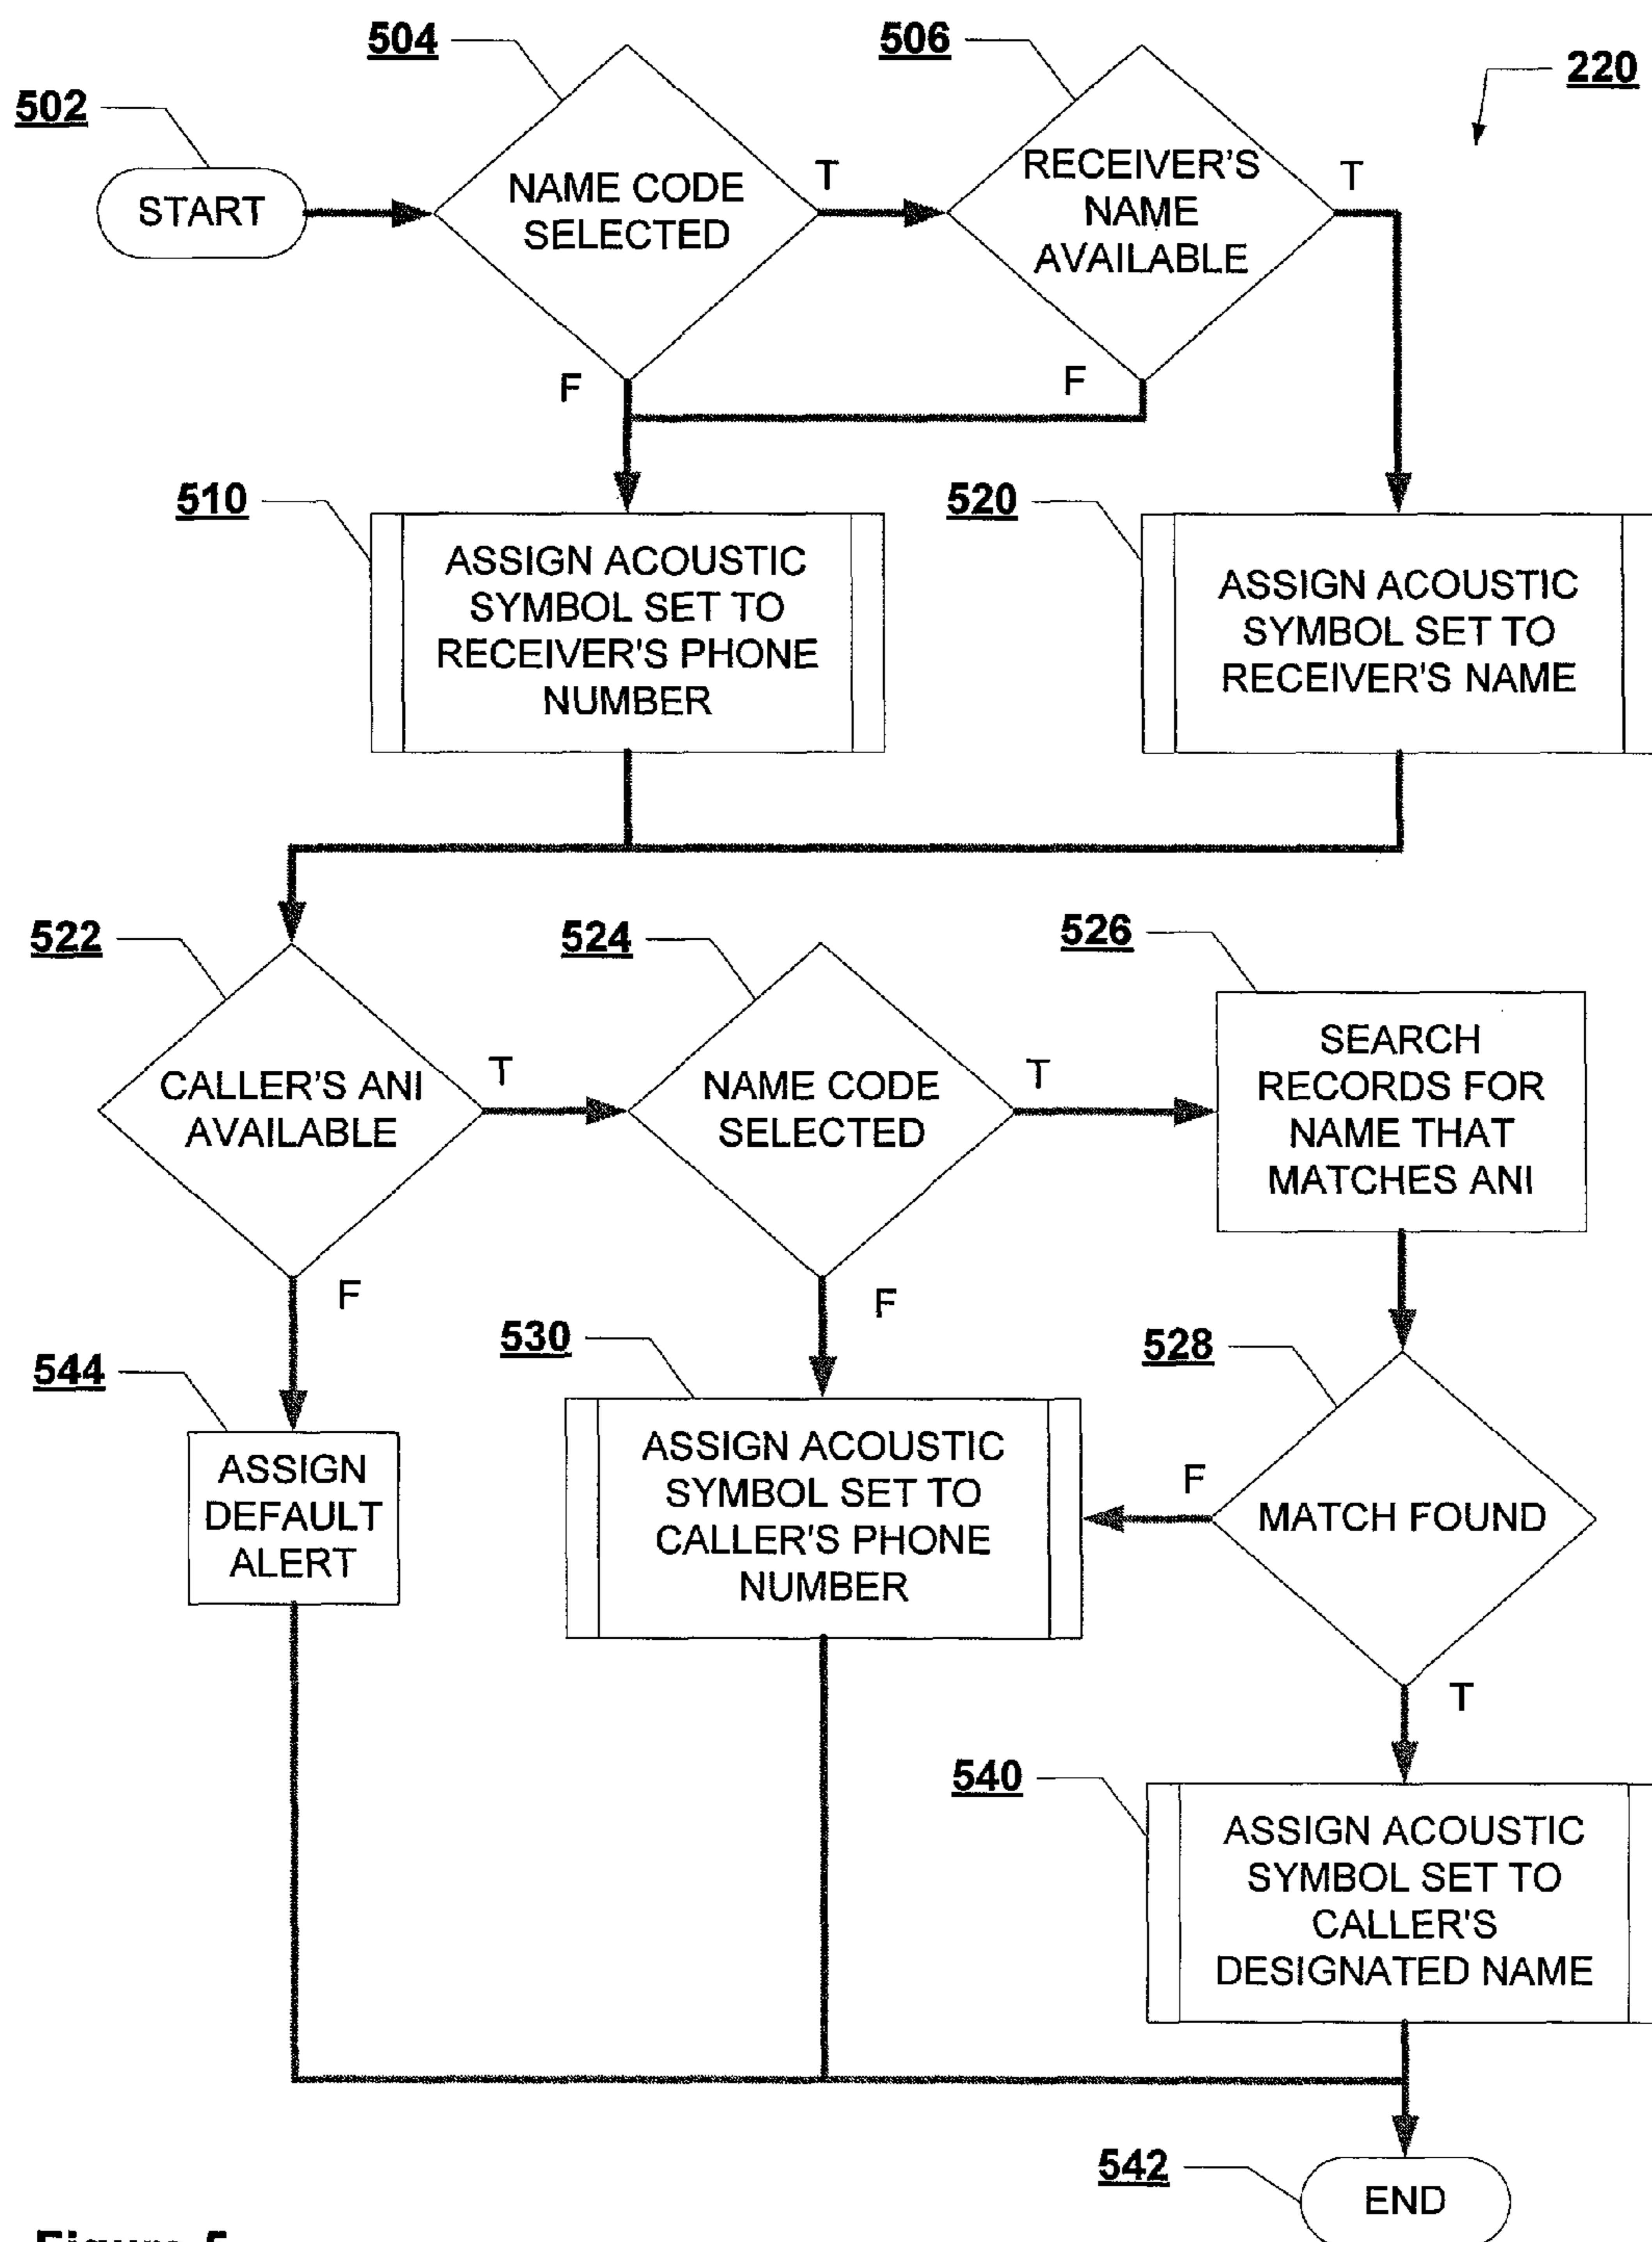 504
506
220
502
START
NAME CODE
SELECTED
T
RECEIVER'S
NAME
AVAILABLE
T
F
F
510
520
ASSIGN ACOUSTIC
SYMBOL SET TO
RECEIVER'S PHONE
NUMBER
ASSIGN ACOUSTIC
SYMBOL SET TO
RECEIVER'S NAME
522
524
526
CALLER'S ANI
AVAILABLE
T
NAME CODE
SELECTED
T
SEARCH
RECORDS FOR
NAME THAT
MATCHES ANI
F
F
544
530
528
ASSIGN
DEFAULT
ALERT
ASSIGN ACOUSTIC
SYMBOL SET TO
CALLER'S PHONE
NUMBER
F
MATCH FOUND
T
540
ASSIGN ACOUSTIC
SYMBOL SET TO
CALLER'S
DESIGNATED NAME
542
END
Figure 5